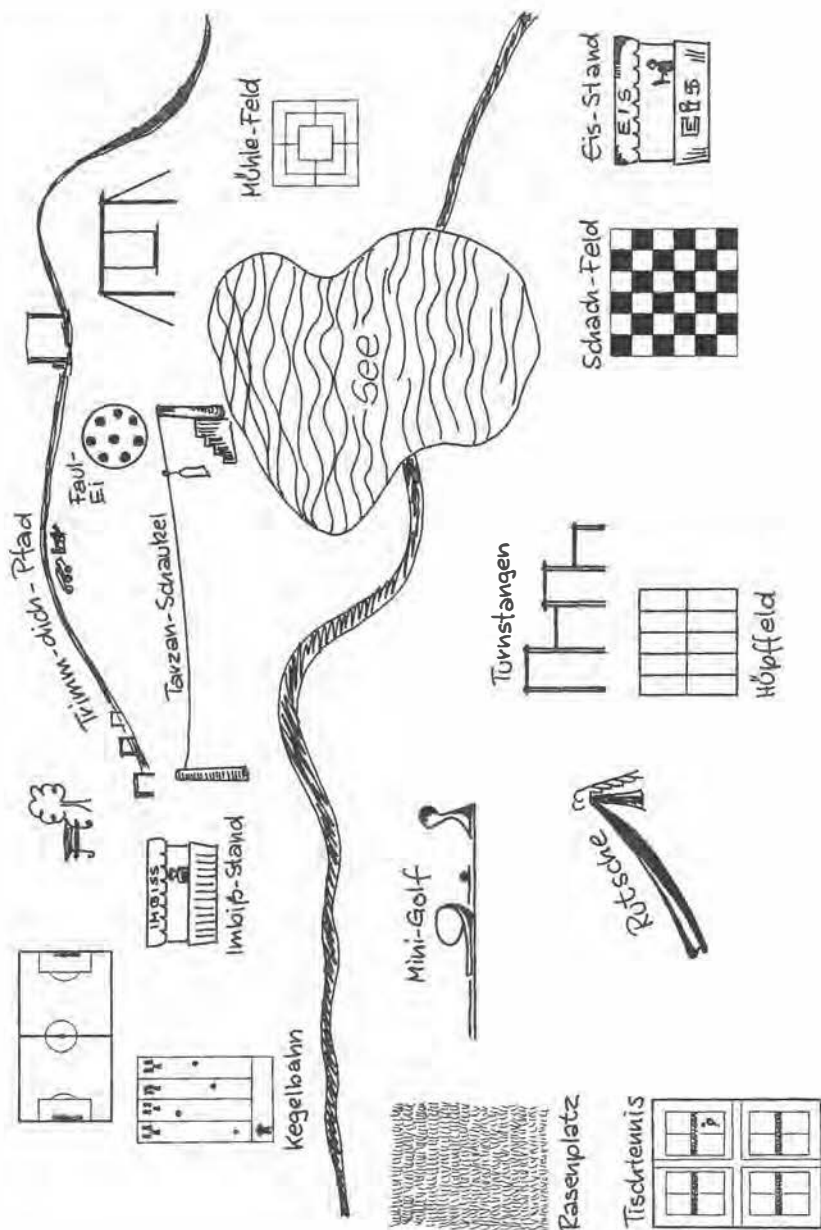 Trimm-dich-Pfad
Faul-
Ei
IMBISS
Tarzan-Schaukel
Imbiß-Stand
Mühle-Feld
Kegelbahn
See
Mini-Golf
Turnstangen
Rasenplatz
Schach-Feld
Eis-Stand
EIS
Tischtennis
Rutsche
EIS
Hüpffeld